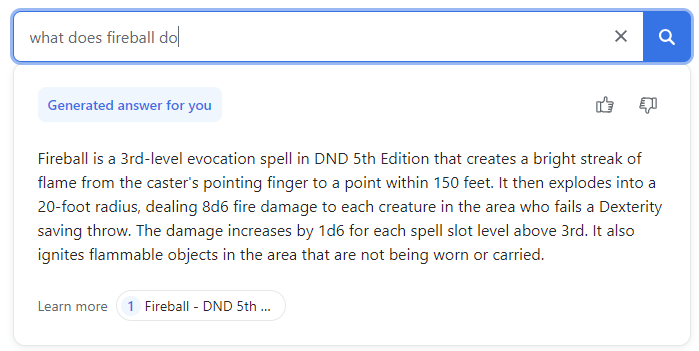 what does fireball do
Generated answer for you
Fireball is a 3rd-level evocation spell in DND 5th Edition that creates a bright streak of
flame from the caster's pointing finger to a point within 150 feet. It then explodes into a
20-foot radius, dealing 8d6 fire damage to each creature in the area who fails a Dexterity
saving throw. The damage increases by 1d6 for each spell slot level above 3rd. It also
ignites flammable objects in the area that are not being worn or carried.
Learn more 1 Fireball - DND 5th ...